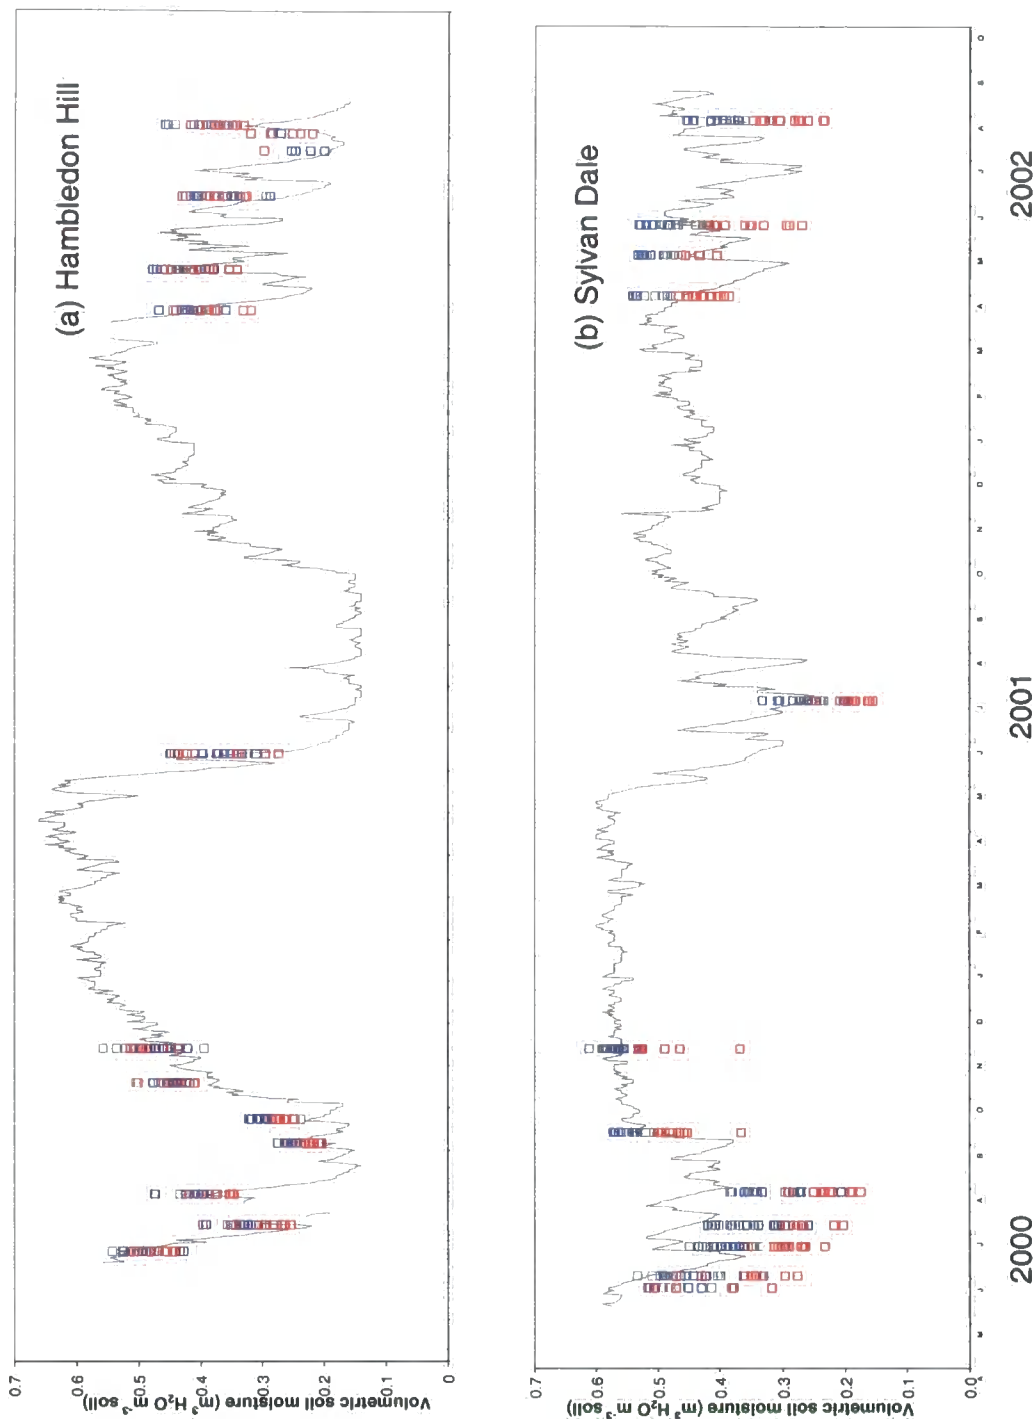 (a) Hambledon Hill
Volumetric soil moisture (m³ H₂O m⁻³ soil)
0.7
0.6
0.5
0.4
0.3
0.2
0.1
0
(b) Sylvan Dale
Volumetric soil moisture (m³ H₂O m⁻³ soil)
0.7
0.6
0.5
0.4
0.3
0.2
0.1
0.0
A M J J A S O N D J F M A M J J A S O N D J F M A M J J A S O
2000 2001 2002